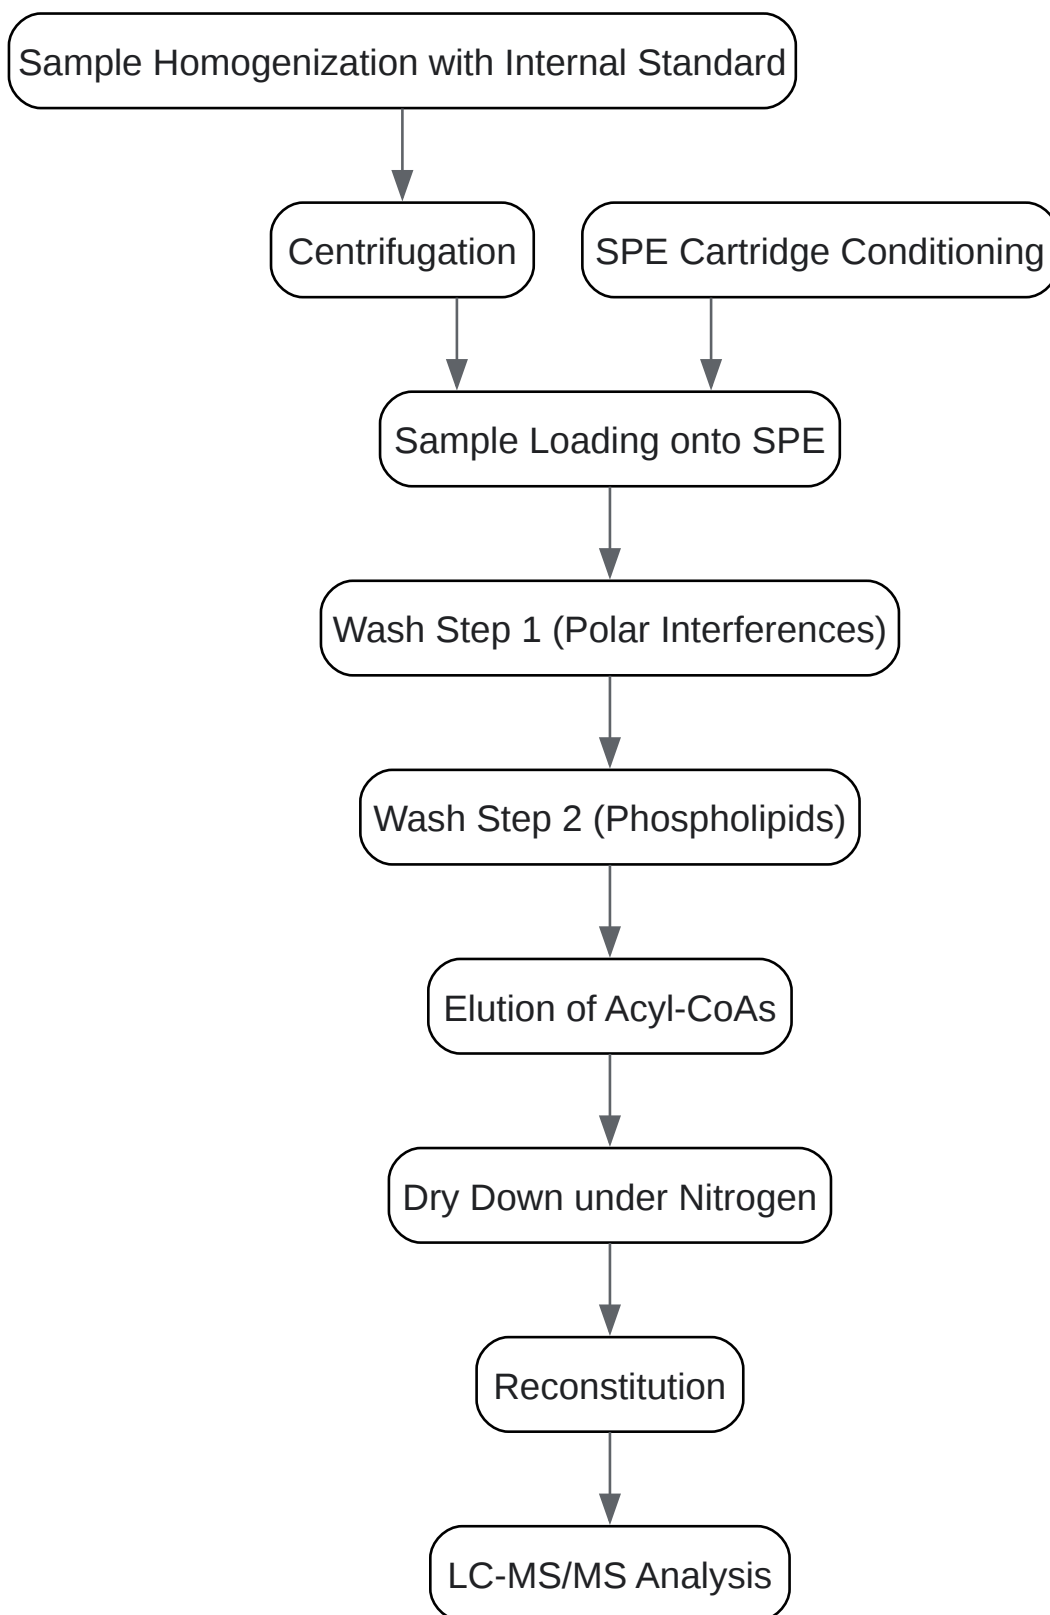 Sample Homogenization with Internal Standard
Centrifugation
SPE Cartridge Conditioning
Sample Loading onto SPE
Wash Step 1 (Polar Interferences)
Wash Step 2 (Phospholipids)
Elution of Acyl-CoAs
Dry Down under Nitrogen
Reconstitution
LC-MS/MS Analysis